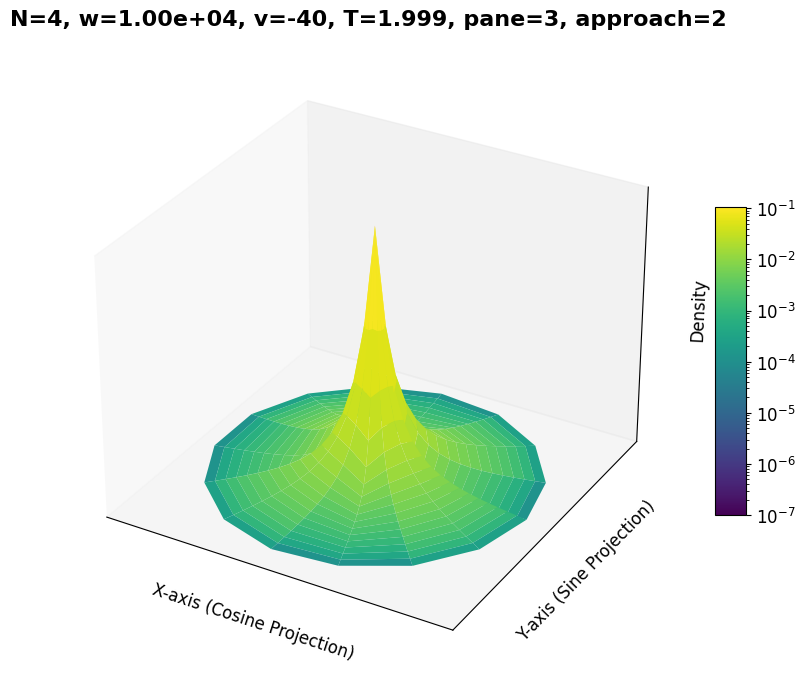 N=4, w=1.00e+04, v=-40, T=1.999, pane=3, approach=2
10⁻¹
10⁻²
10⁻³
10⁻⁴
10⁻⁵
10⁻⁶
10⁻⁷
Density
X-axis (Cosine Projection)
Y-axis (Sine Projection)